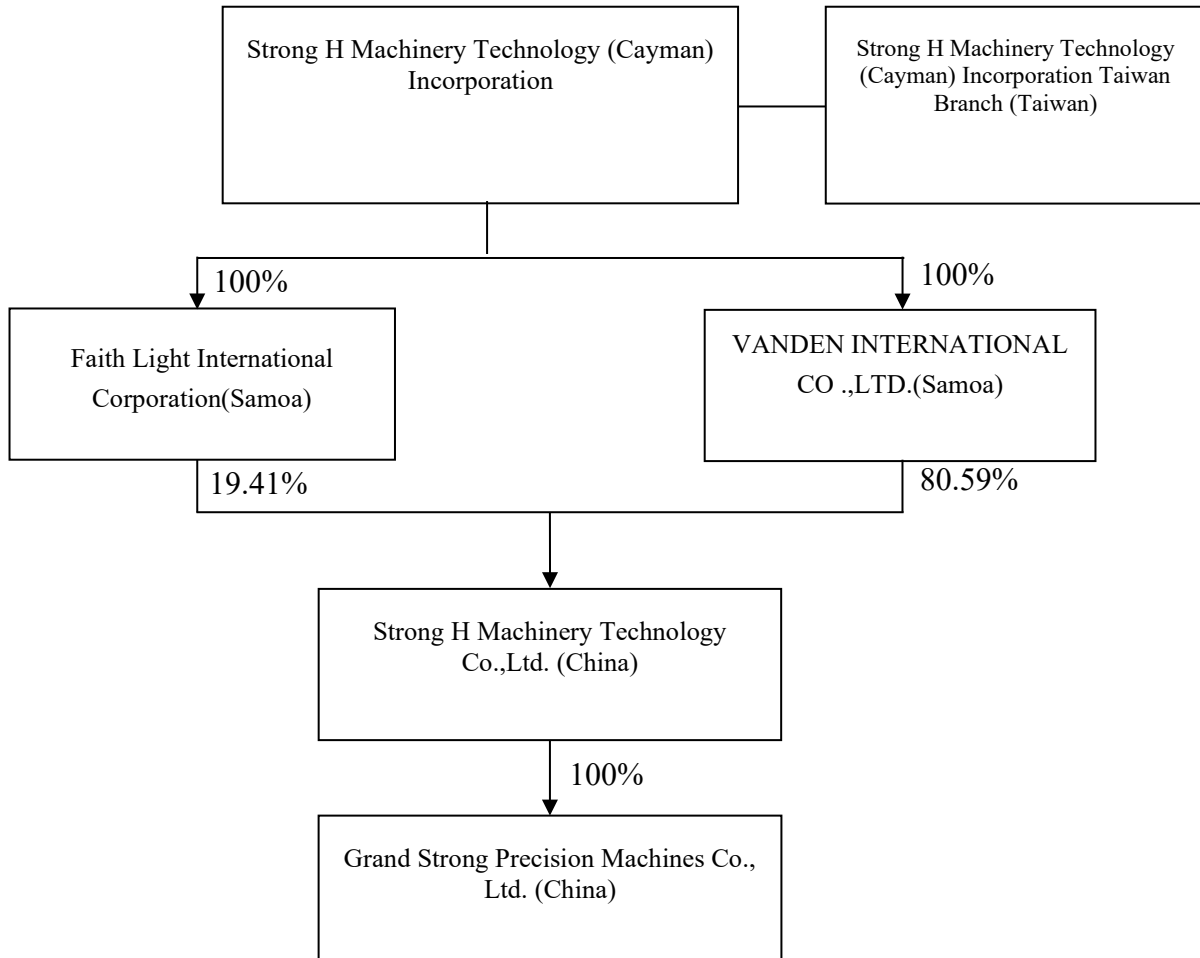 Strong H Machinery Technology (Cayman)
Incorporation
Strong H Machinery Technology
(Cayman) Incorporation Taiwan
Branch (Taiwan)
100%
100%
Faith Light International
Corporation(Samoa)
VANDEN INTERNATIONAL
CO .,LTD.(Samoa)
19.41%
80.59%
Strong H Machinery Technology
Co.,Ltd. (China)
100%
Grand Strong Precision Machines Co.,
Ltd. (China)